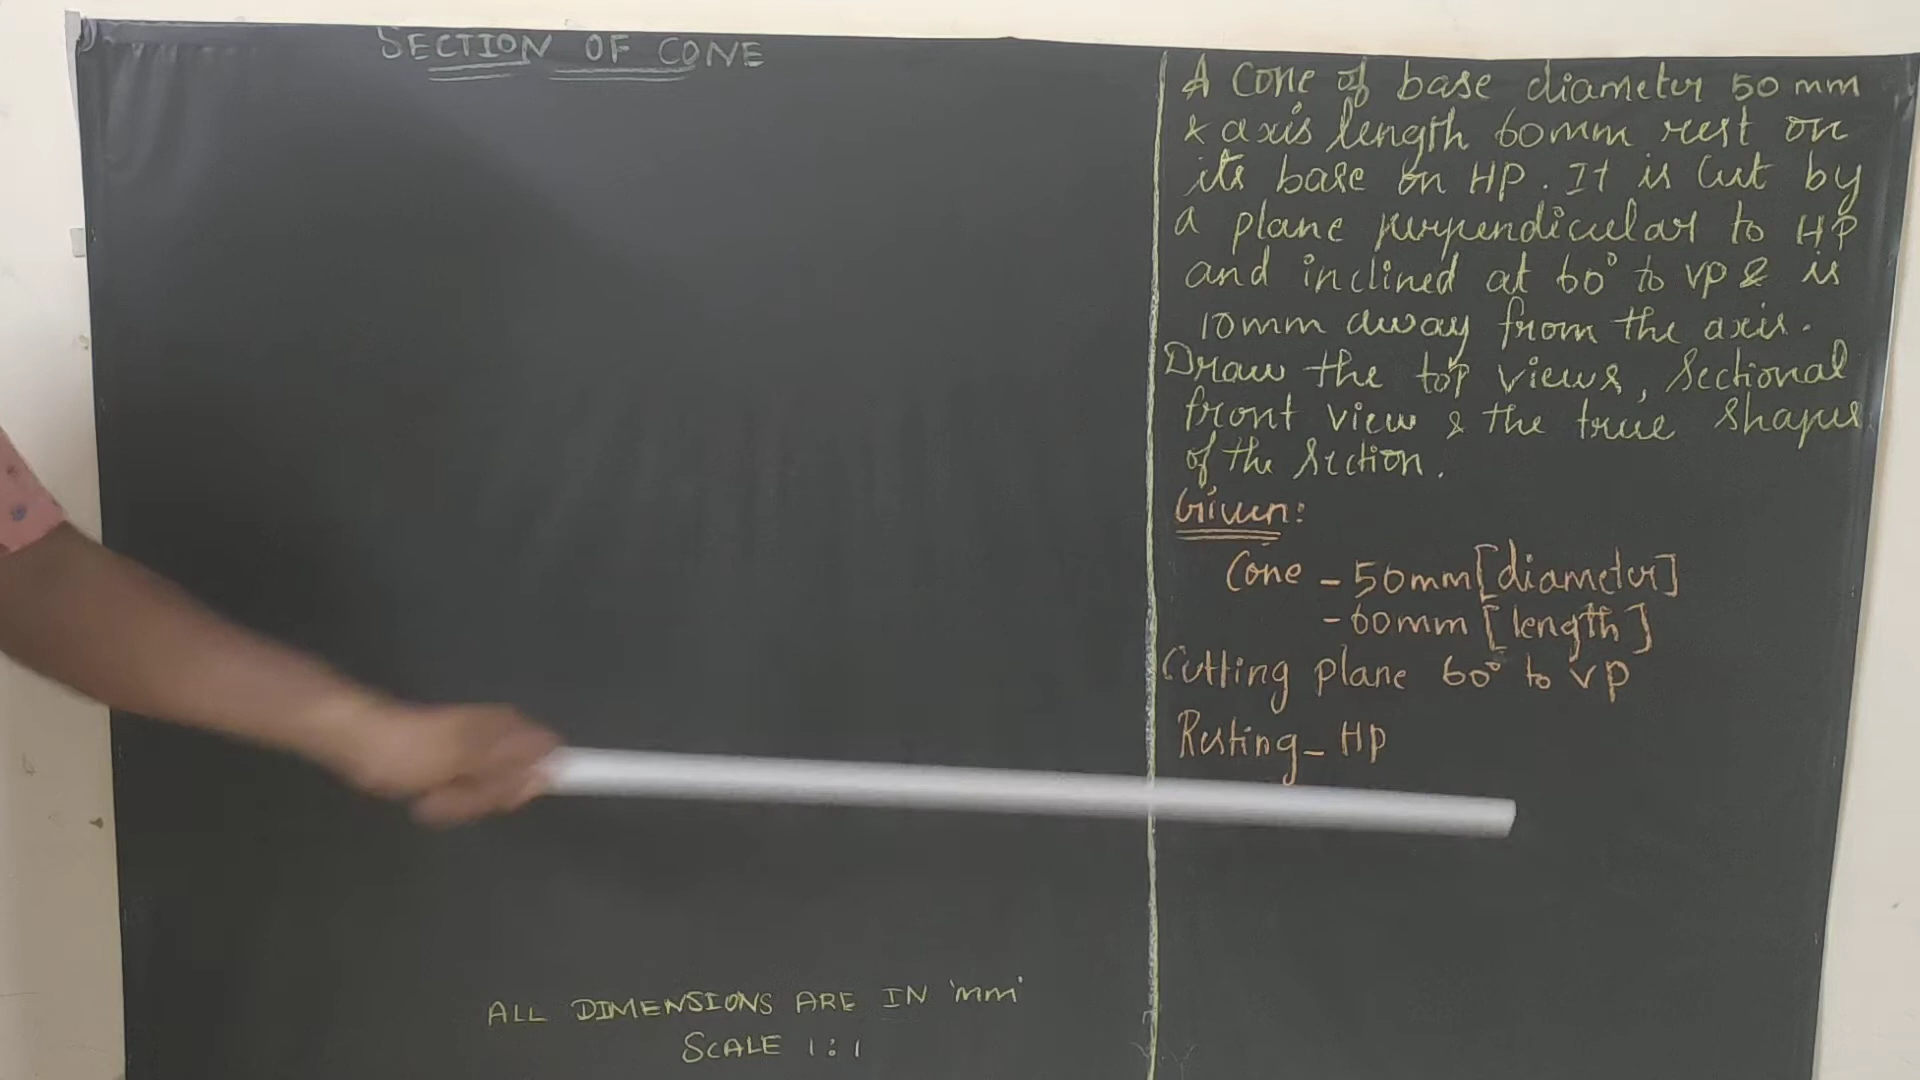 SECTION OF CONE
A Cone of base diameter 50 mm
& axis length 60mm rest on
its base on HP. It is Cut by
a plane perpendicular to HP
and inclined at 60° to VP & is
10mm away from the axis.
Draw the top views, Sectional
front view & the true shapes
of the Section.
Given:
Cone - 50mm [diameter]
- 60mm [length]
Cutting plane 60° to VP
Resting - HP
ALL DIMENSIONS ARE IN 'mm'
SCALE 1:1